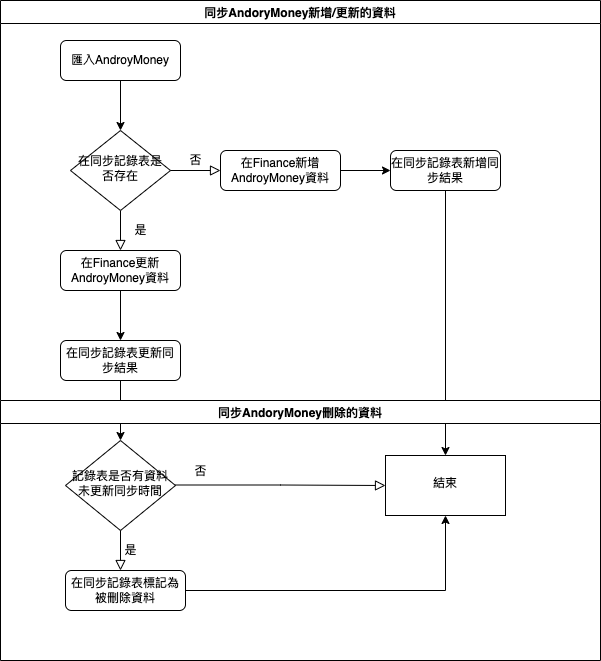 同步AndoryMoney新增/更新的資料
匯入AndroyMoney
在同步記錄表是
否存在
否
在Finance新增
AndroyMoney資料
在同步記錄表新增同
步結果
是
在Finance更新
AndroyMoney資料
在同步記錄表更新同
步結果
同步AndoryMoney刪除的資料
記錄表是否有資料
未更新同步時間
否
結束
是
在同步記錄表標記為
被刪除資料